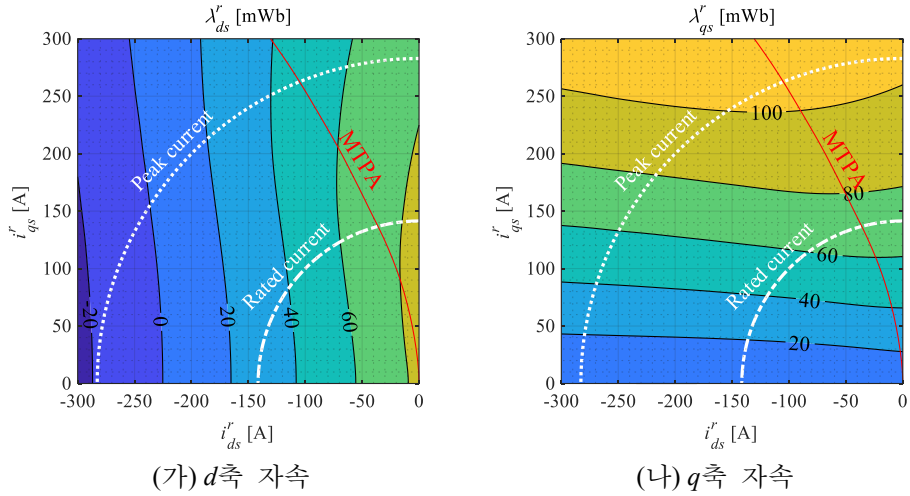 λ^r_ds [mWb]
300
250
200
150
100
50
0
i^r_qs [A]
Peak current
MTPA
Rated current
-20
0
20
40
60
-300
-250
-200
-150
-100
-50
0
i^r_ds [A]
(가) d축 자속
λ^r_qs [mWb]
300
250
200
150
100
50
0
i^r_qs [A]
Peak current
MTPA
Rated current
100
80
60
40
20
-300
-250
-200
-150
-100
-50
0
i^r_ds [A]
(나) q축 자속